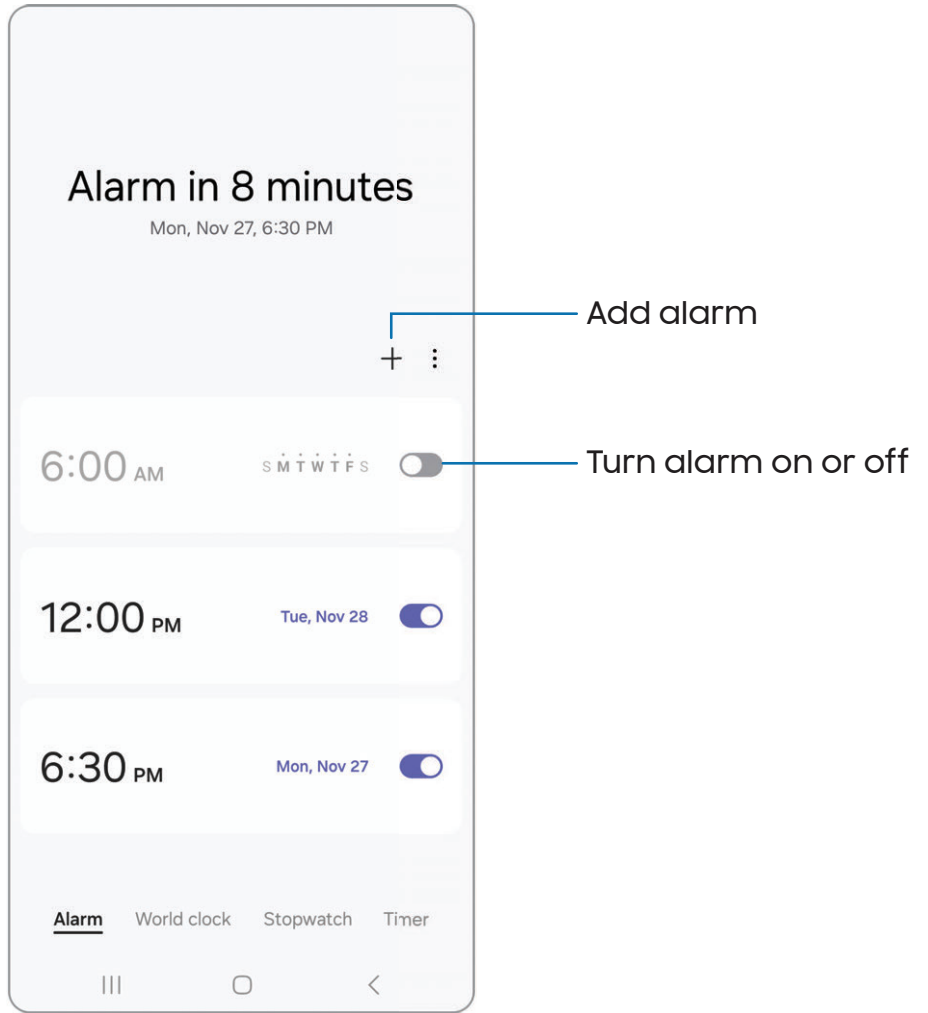 Alarm in 8 minutes
Mon, Nov 27, 6:30 PM
Add alarm
6:00 AM S M T W T F S
Turn alarm on or off
12:00 PM Tue, Nov 28
6:30 PM Mon, Nov 27
Alarm World clock Stopwatch Timer